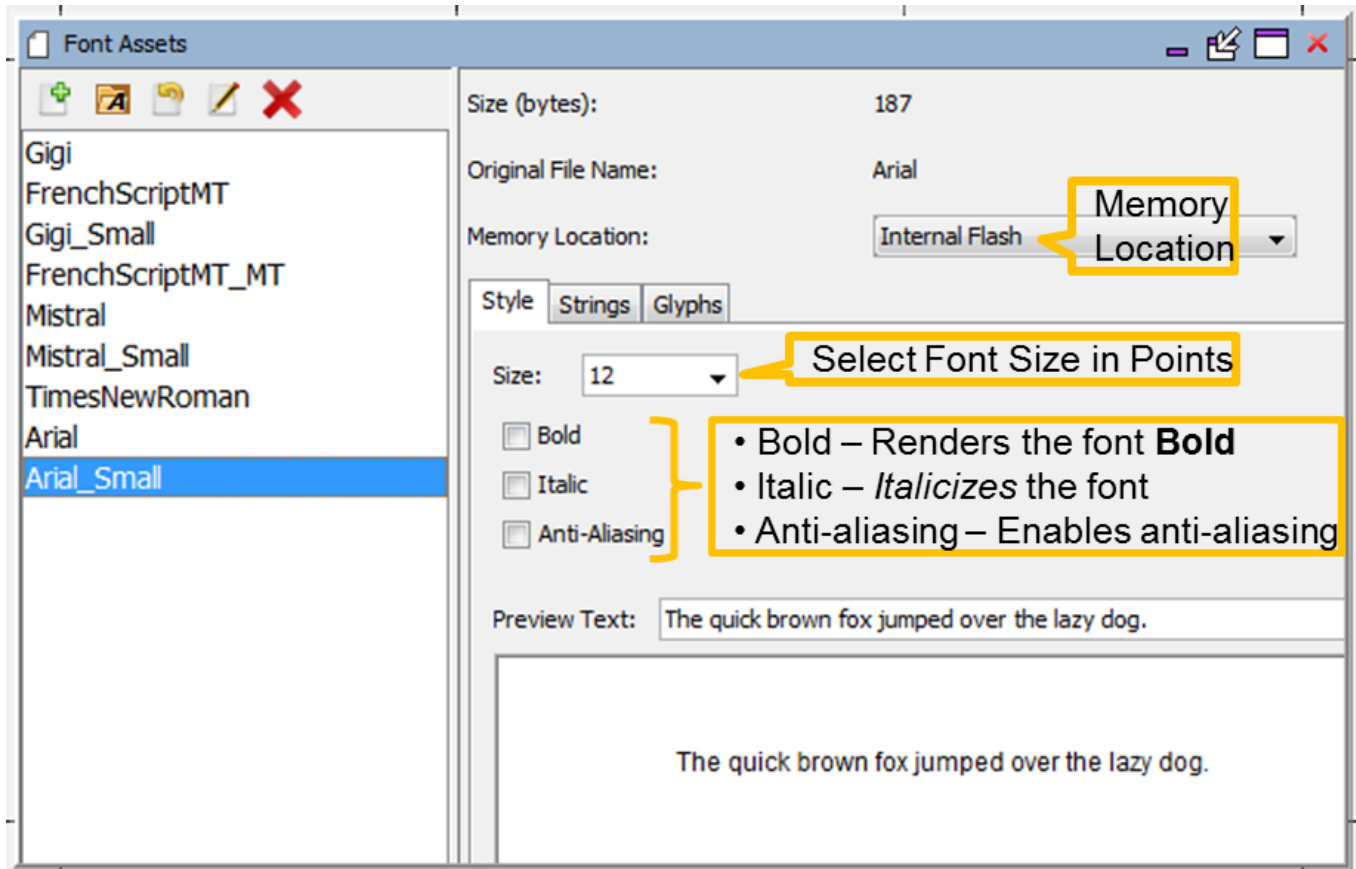 Font Assets
Gigi
FrenchScriptMT
Gigi_Small
FrenchScriptMT_MT
Mistral
Mistral_Small
TimesNewRoman
Arial
Arial_Small
Size (bytes): 187
Original File Name: Arial
Memory Location: Internal Flash
Memory
Location
Style Strings Glyphs
Size: 12
Select Font Size in Points
Bold
Italic
Anti-Aliasing
• Bold – Renders the font Bold
• Italic – Italicizes the font
• Anti-aliasing – Enables anti-aliasing
Preview Text: The quick brown fox jumped over the lazy dog.
The quick brown fox jumped over the lazy dog.